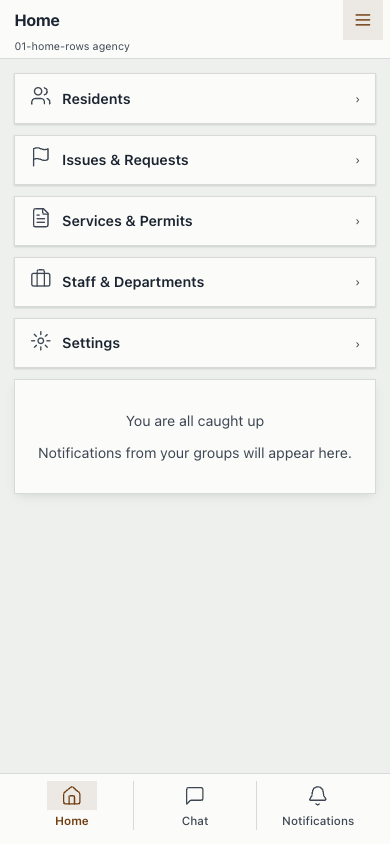 Home
01-home-rows agency
Residents
Issues & Requests
Services & Permits
Staff & Departments
Settings
You are all caught up
Notifications from your groups will appear here.
Home
Chat
Notifications